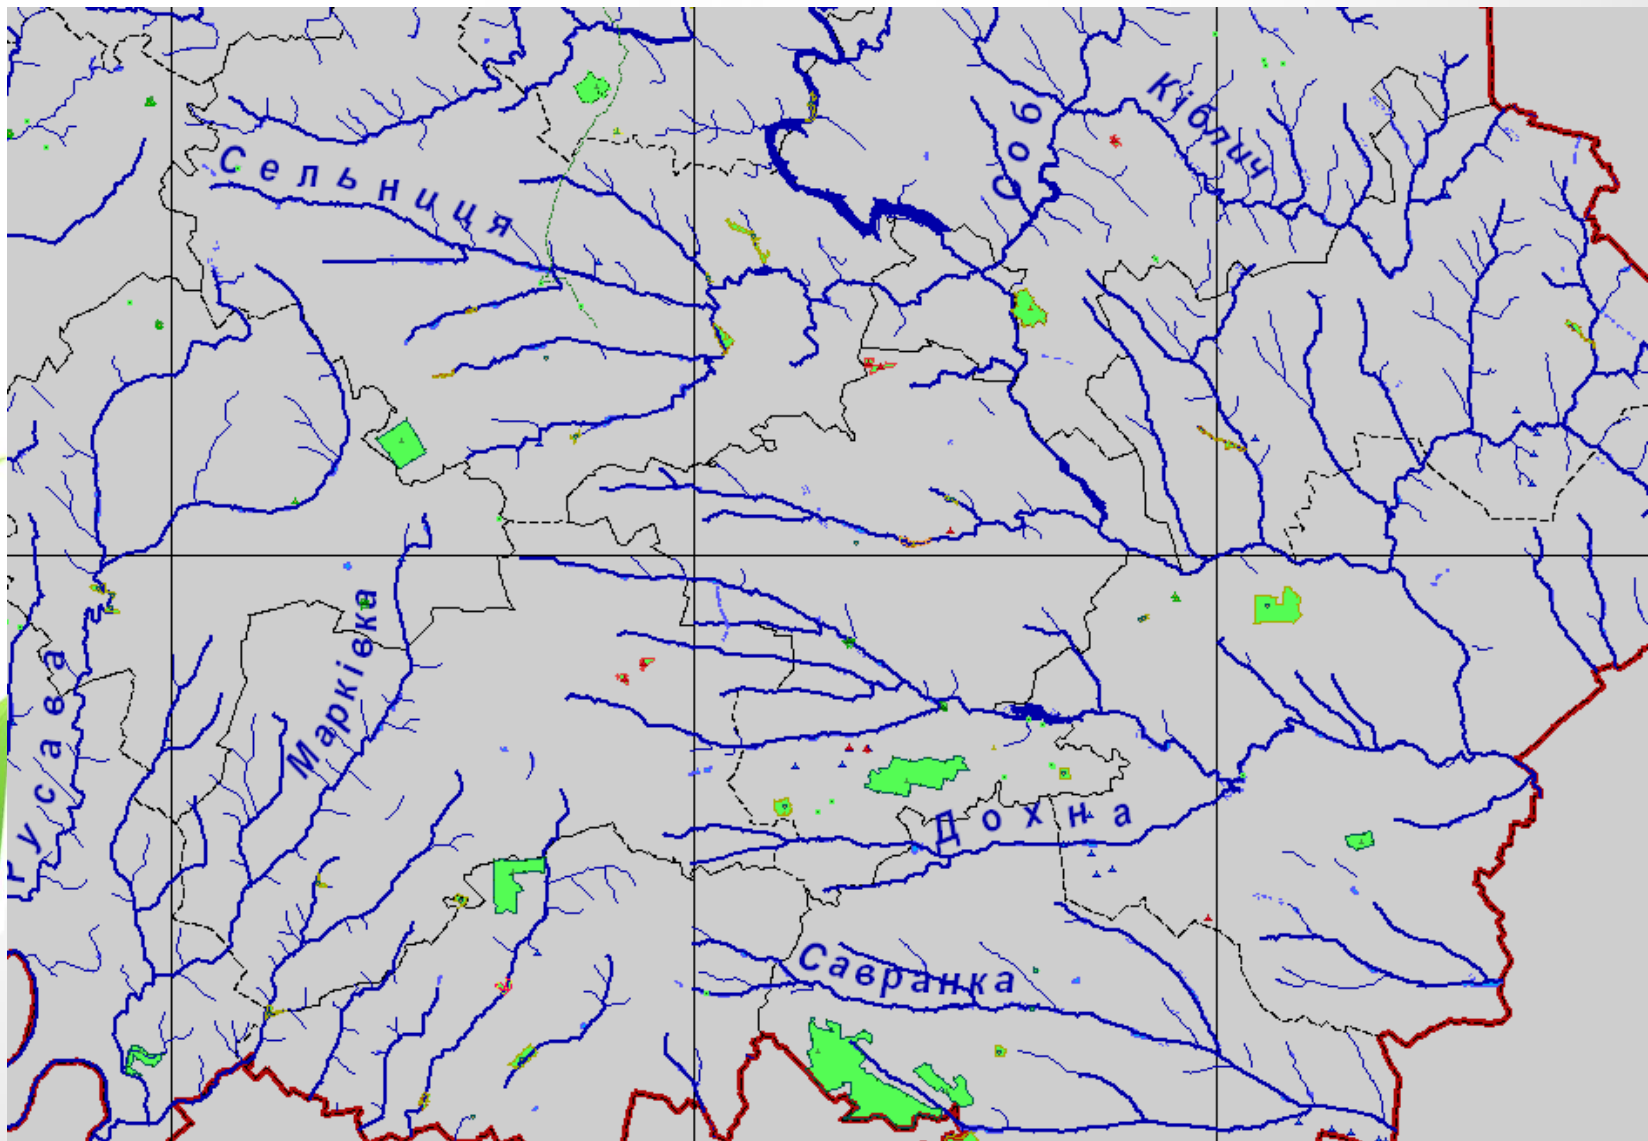 Кіблич
Соб
Сельниця
Марківка
Русава
Дохна
Савранка